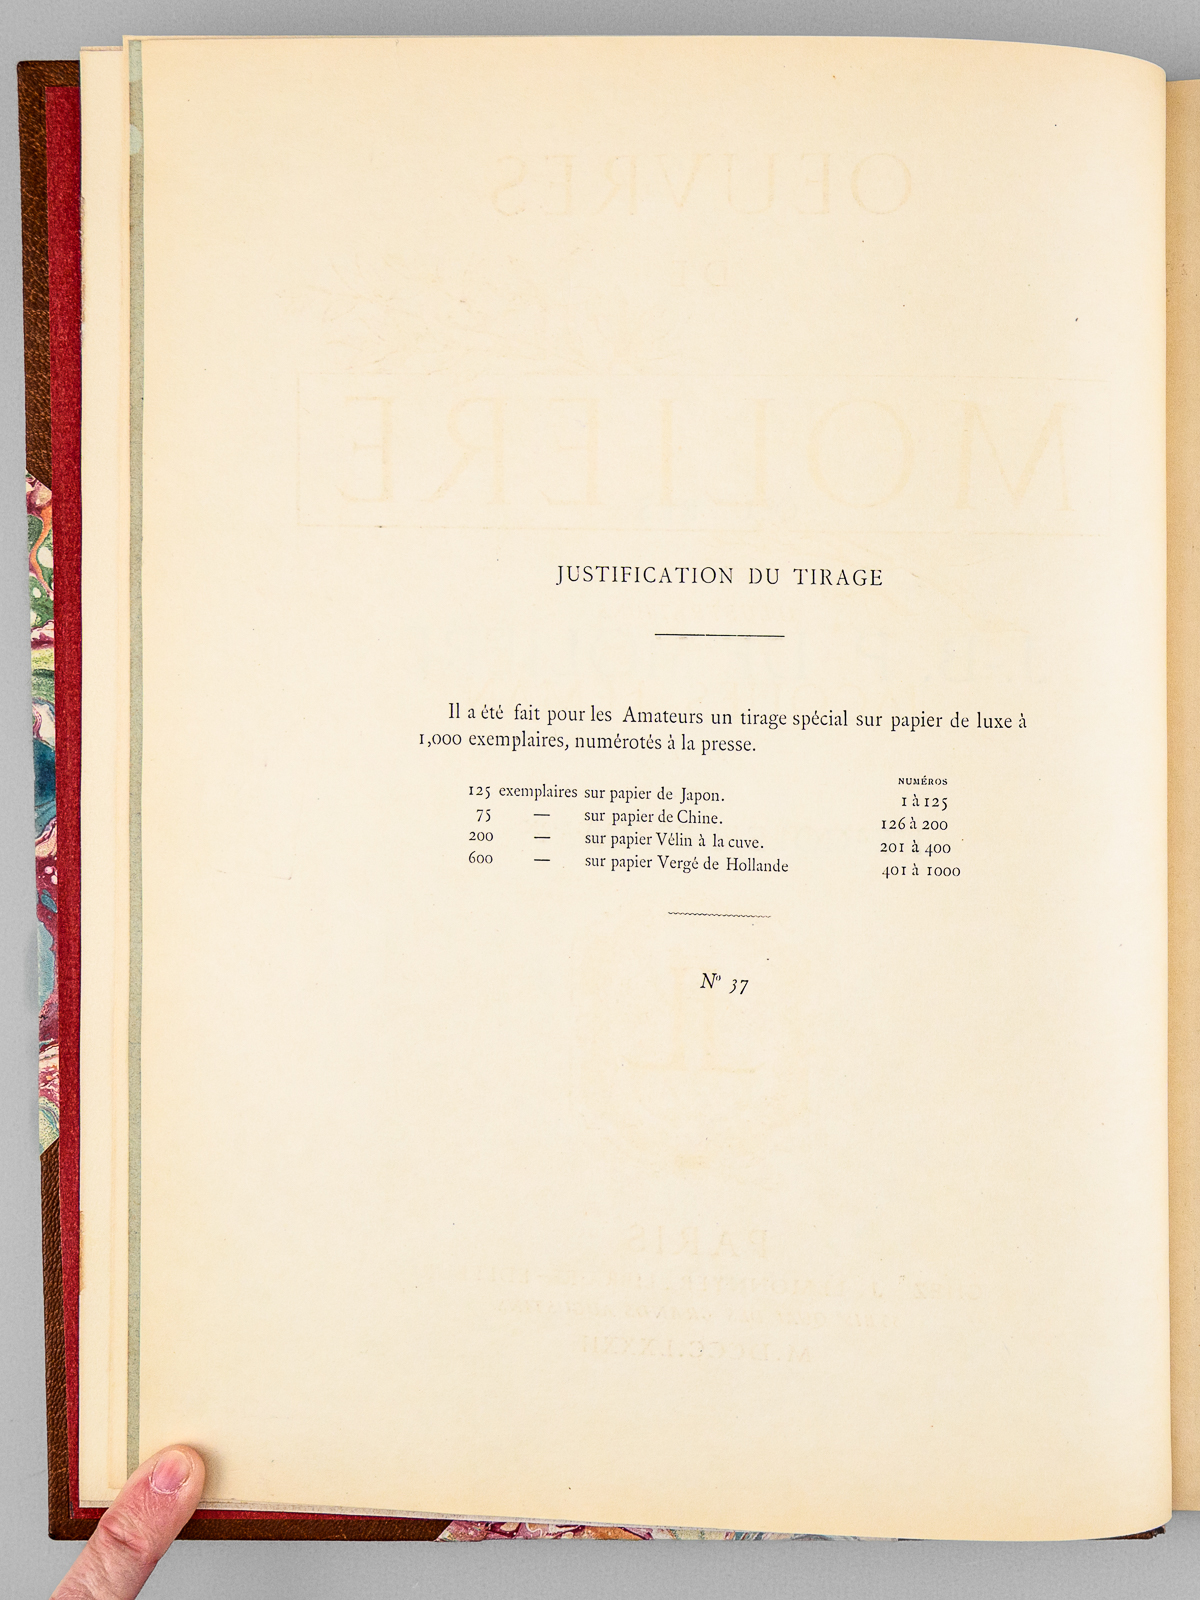 JUSTIFICATION DU TIRAGE
Il a été fait pour les Amateurs un tirage spécial sur papier de luxe à
1,000 exemplaires, numérotés à la presse.
NUMÉROS
125 exemplaires sur papier de Japon. 1 à 125
75 — sur papier de Chine. 126 à 200
200 — sur papier Vélin à la cuve. 201 à 400
600 — sur papier Vergé de Hollande 401 à 1000
Nº 37